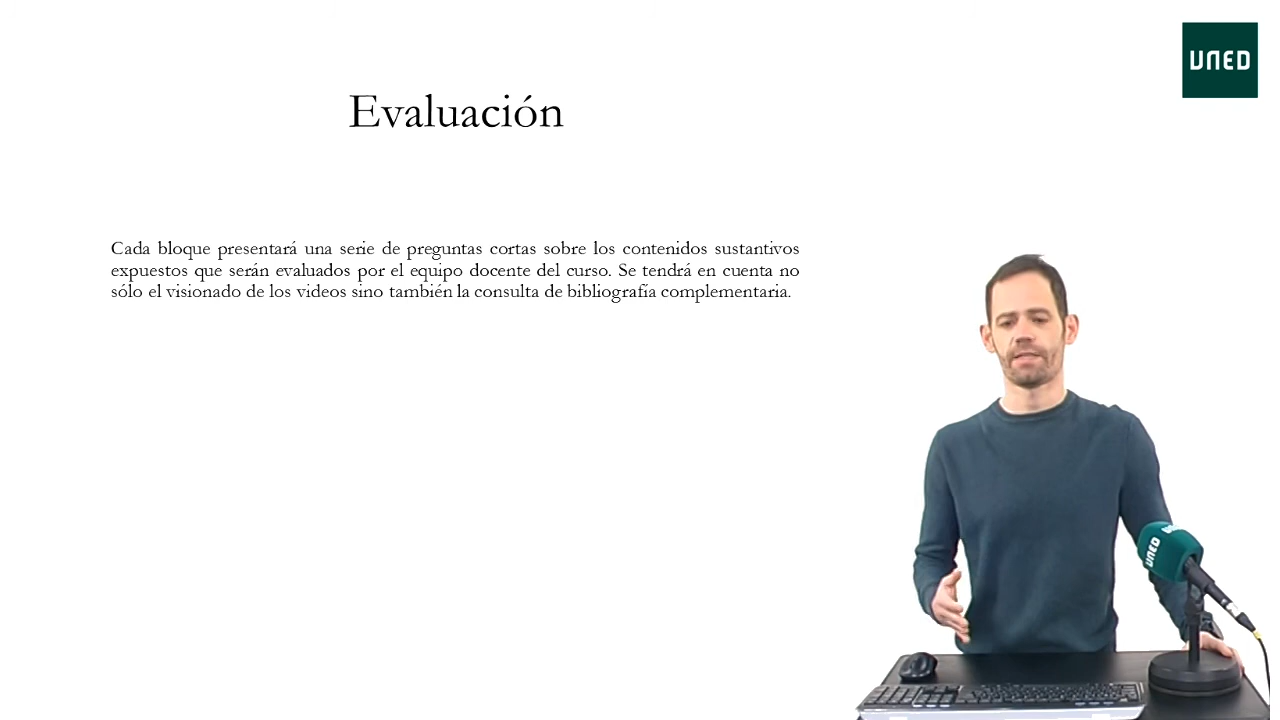 UNED
Evaluación
Cada bloque presentará una serie de preguntas cortas sobre los contenidos sustantivos
expuestos que serán evaluados por el equipo docente del curso. Se tendrá en cuenta no
sólo el visionado de los videos sino también la consulta de bibliografía complementaria.
UNED